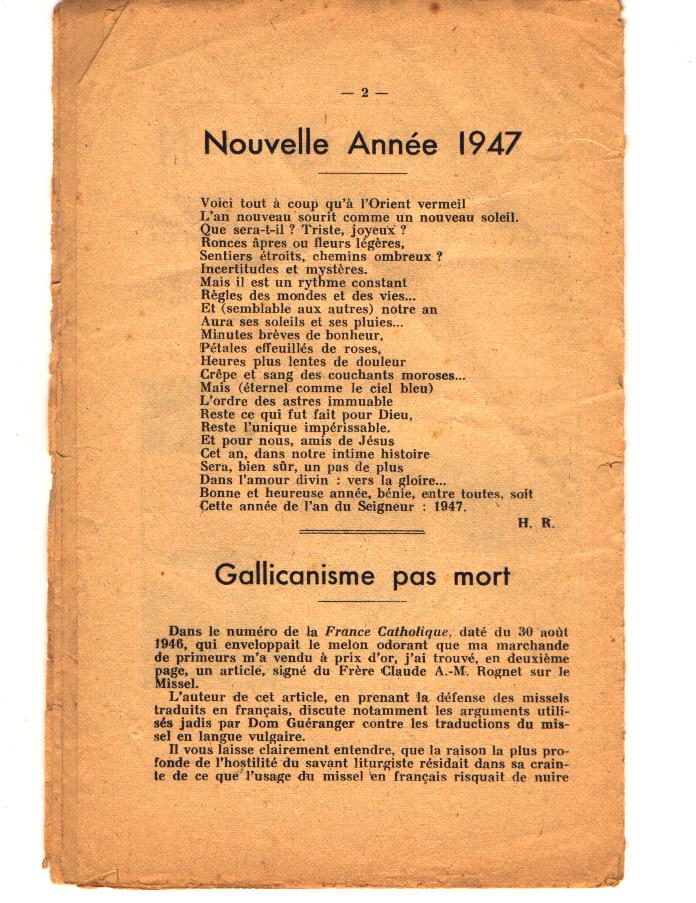 — 2 —
Nouvelle Année 1947
Voici tout à coup qu'à l'Orient vermeil
L'an nouveau sourit comme un nouveau soleil.
Que sera-t-il ? Triste, joyeux ?
Ronces âpres ou fleurs légères,
Sentiers étroits, chemins ombreux ?
Incertitudes et mystères.
Mais il est un rythme constant
Règles des mondes et des vies...
Et (semblable aux autres) notre an
Aura ses soleils et ses pluies...
Minutes brèves de bonheur,
Pétales effeuillés de roses,
Heures plus lentes de douleur
Crêpe et sang des couchants moroses...
Mais (éternel comme le ciel bleu)
L'ordre des astres immuable
Reste ce qui fut fait pour Dieu,
Reste l'unique impérissable.
Et pour nous, amis de Jésus
Cet an, dans notre intime histoire
Sera, bien sûr, un pas de plus
Dans l'amour divin : vers la gloire...
Bonne et heureuse année, bénie, entre toutes, soit
Cette année de l'an du Seigneur : 1947.
H. R.
Gallicanisme pas mort
Dans le numéro de la France Catholique, daté du 30 août
1946, qui enveloppait le melon odorant que ma marchande
de primeurs m'a vendu à prix d'or, j'ai trouvé, en deuxième
page, un article, signé du Frère Claude A.-M. Rognet sur le
Missel.
L'auteur de cet article, en prenant la défense des missels
traduits en français, discute notamment les arguments utili-
sés jadis par Dom Guéranger contre les traductions du mis-
sel en langue vulgaire.
Il vous laisse clairement entendre, que la raison la plus pro-
fonde de l'hostilité du savant liturgiste résidait dans sa crain-
te de ce que l'usage du missel en français risquait de nuire